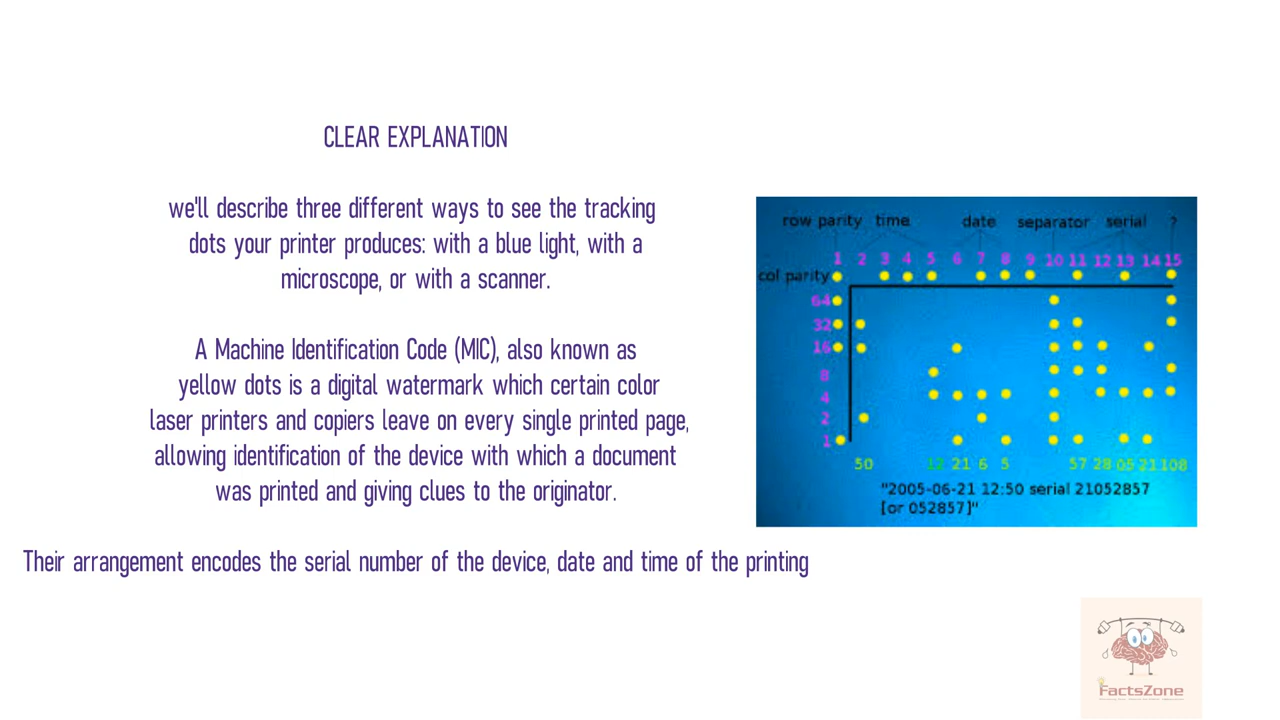 CLEAR EXPLANATION
we'll describe three different ways to see the tracking
dots your printer produces: with a blue light, with a
microscope, or with a scanner.
A Machine Identification Code (MIC), also known as
yellow dots is a digital watermark which certain color
laser printers and copiers leave on every single printed page,
allowing identification of the device with which a document
was printed and giving clues to the originator.
Their arrangement encodes the serial number of the device, date and time of the printing
row parity time date separator serial ?
1 2 3 4 5 6 7 8 9 10 11 12 13 14 15
col parity
64
32
16
8
4
2
1
50 12 21 6 5 57 28 05 21 108
"2005-06-21 12:50 serial 21052857
[or 052857]"
FactsZone